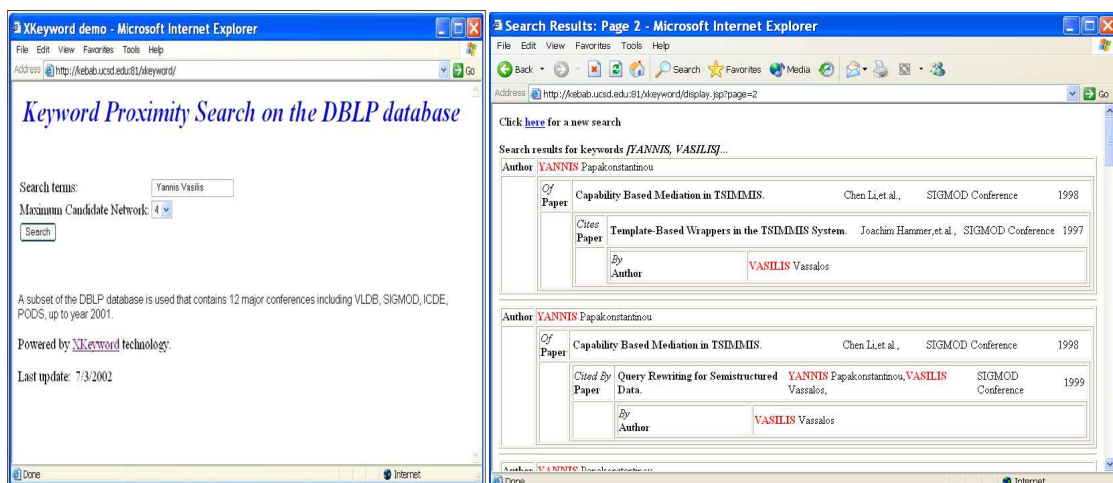 XKeyword demo - Microsoft Internet Explorer
File Edit View Favorites Tools Help
Address http://kebab.ucsd.edu:81/xkeyword/ Go
Keyword Proximity Search on the DBLP database
Search terms: Yannis Vasilis
Maximum Candidate Network: 4
Search
A subset of the DBLP database is used that contains 12 major conferences including VLDB, SIGMOD, ICDE,
PODS, up to year 2001.
Powered by XKeyword technology.
Last update: 7/3/2002
Done Internet
Search Results: Page 2 - Microsoft Internet Explorer
File Edit View Favorites Tools Help
Back Search Favorites Media
Address http://kebab.ucsd.edu:81/xkeyword/display.jsp?page=2 Go
Click here for a new search
Search results for keywords [YANNIS, VASILIS]...
Author YANNIS Papakonstantinou
Of
Paper Capability Based Mediation in TSIMMIS. Chen Li,et.al., SIGMOD Conference 1998
Cites
Paper Template-Based Wrappers in the TSIMMIS System. Joachim Hammer,et.al., SIGMOD Conference 1997
By
Author VASILIS Vassalos
Author YANNIS Papakonstantinou
Of
Paper Capability Based Mediation in TSIMMIS. Chen Li,et.al., SIGMOD Conference 1998
Cited By Query Rewriting for Semistructured YANNIS Papakonstantinou,VASILIS SIGMOD
Paper Data. Vassalos, Conference 1999
By
Author VASILIS Vassalos
Author YANNIS Papakonstantinou
Done Internet